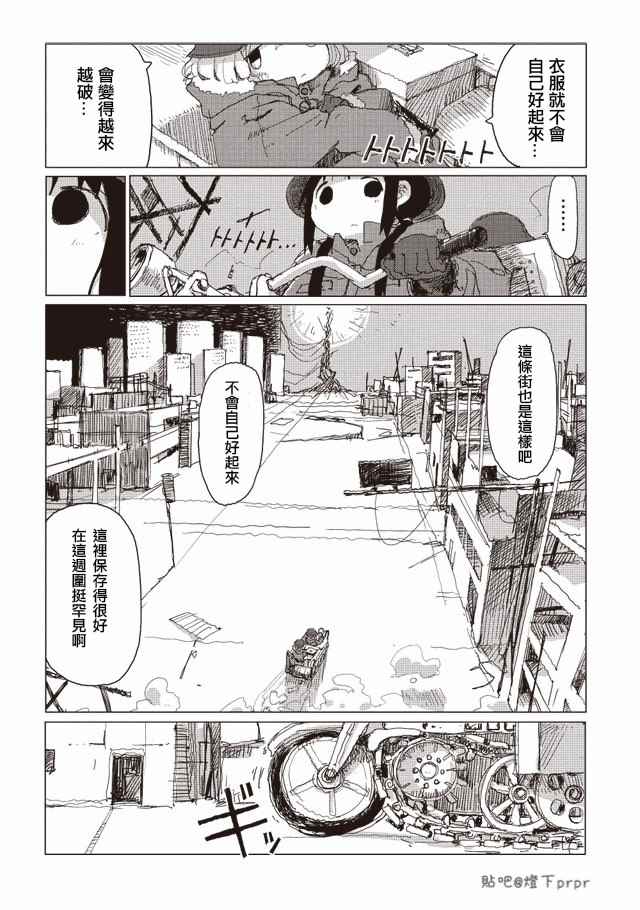 衣服就不會
自己好起來…
會變得越來
越破…
トトトトトトト
……
トトトト…
這條街也是這樣吧
不會自己好起來
這裡保存得很好
在這週圍挺罕見啊
ギッ
貼吧@燈下prpr